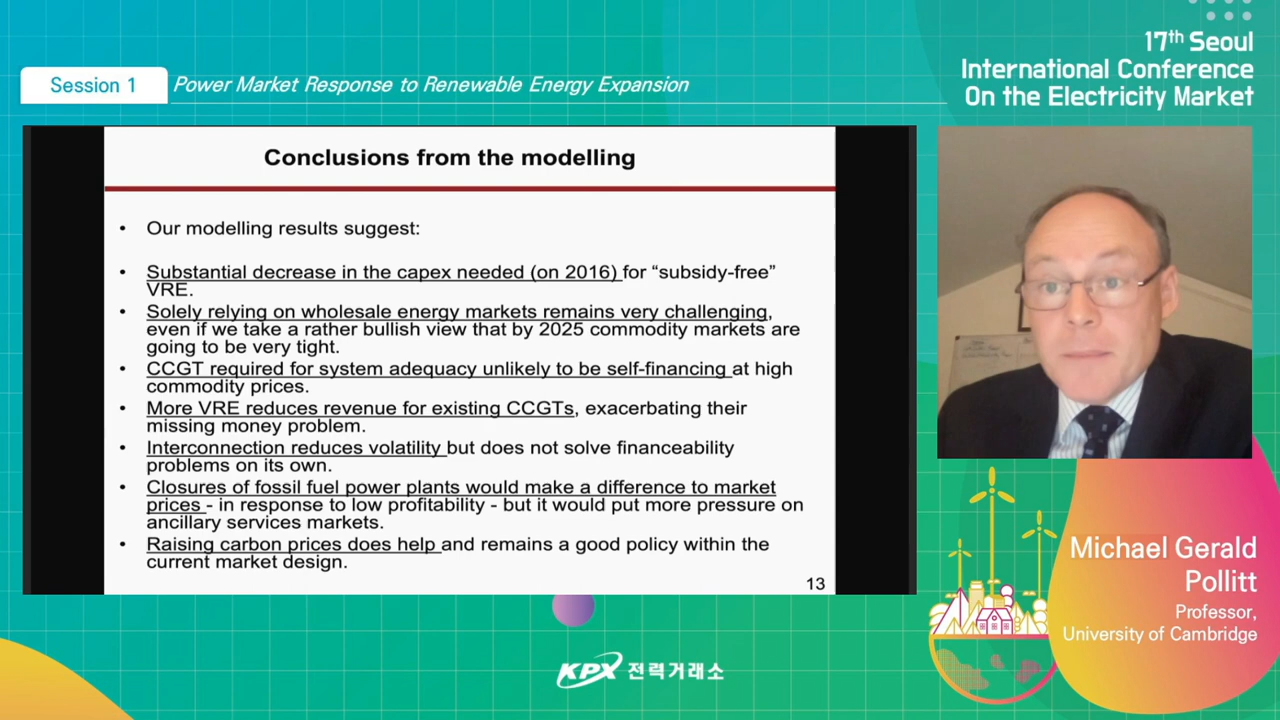 17th Seoul
International Conference
On the Electricity Market
Session 1
Power Market Response to Renewable Energy Expansion
Conclusions from the modelling
• Our modelling results suggest:
• Substantial decrease in the capex needed (on 2016) for “subsidy-free”
VRE.
• Solely relying on wholesale energy markets remains very challenging,
even if we take a rather bullish view that by 2025 commodity markets are
going to be very tight.
• CCGT required for system adequacy unlikely to be self-financing at high
commodity prices.
• More VRE reduces revenue for existing CCGTs, exacerbating their
missing money problem.
• Interconnection reduces volatility but does not solve financeability
problems on its own.
• Closures of fossil fuel power plants would make a difference to market
prices - in response to low profitability - but it would put more pressure on
ancillary services markets.
• Raising carbon prices does help and remains a good policy within the
current market design.
13
Michael Gerald
Pollitt
Professor,
University of Cambridge
KPX 전력거래소